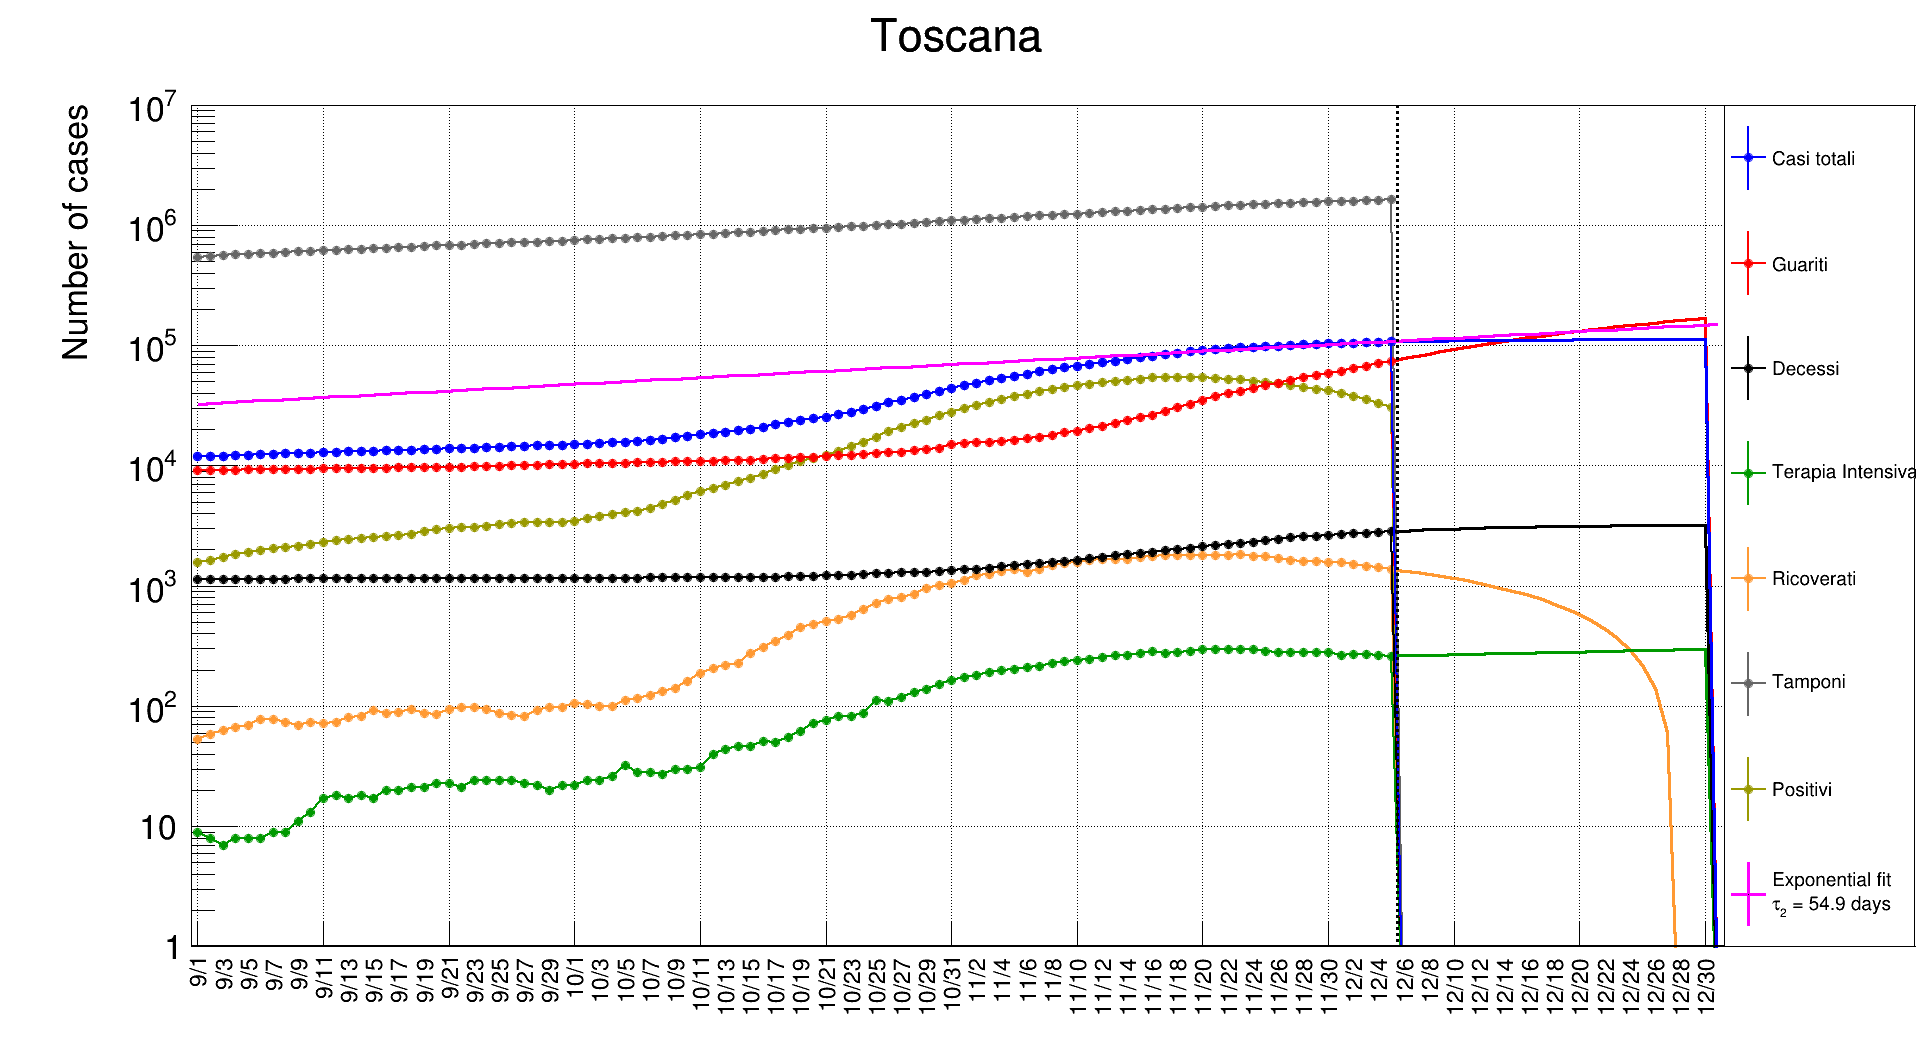 Toscana
Number of cases
10^7
10^6
10^5
10^4
10^3
10^2
10
1
9/1 9/3 9/5 9/7 9/9 9/11 9/13 9/15 9/17 9/19 9/21 9/23 9/25 9/27 9/29 10/1 10/3 10/5 10/7 10/9 10/11 10/13 10/15 10/17 10/19 10/21 10/23 10/25 10/27 10/29 10/31 11/2 11/4 11/6 11/8 11/10 11/12 11/14 11/16 11/18 11/20 11/22 11/24 11/26 11/28 11/30 12/2 12/4 12/6 12/8 12/10 12/12 12/14 12/16 12/18 12/20 12/22 12/24 12/26 12/28 12/30
Casi totali
Guariti
Decessi
Terapia Intensiva
Ricoverati
Tamponi
Positivi
Exponential fit
τ_2 = 54.9 days